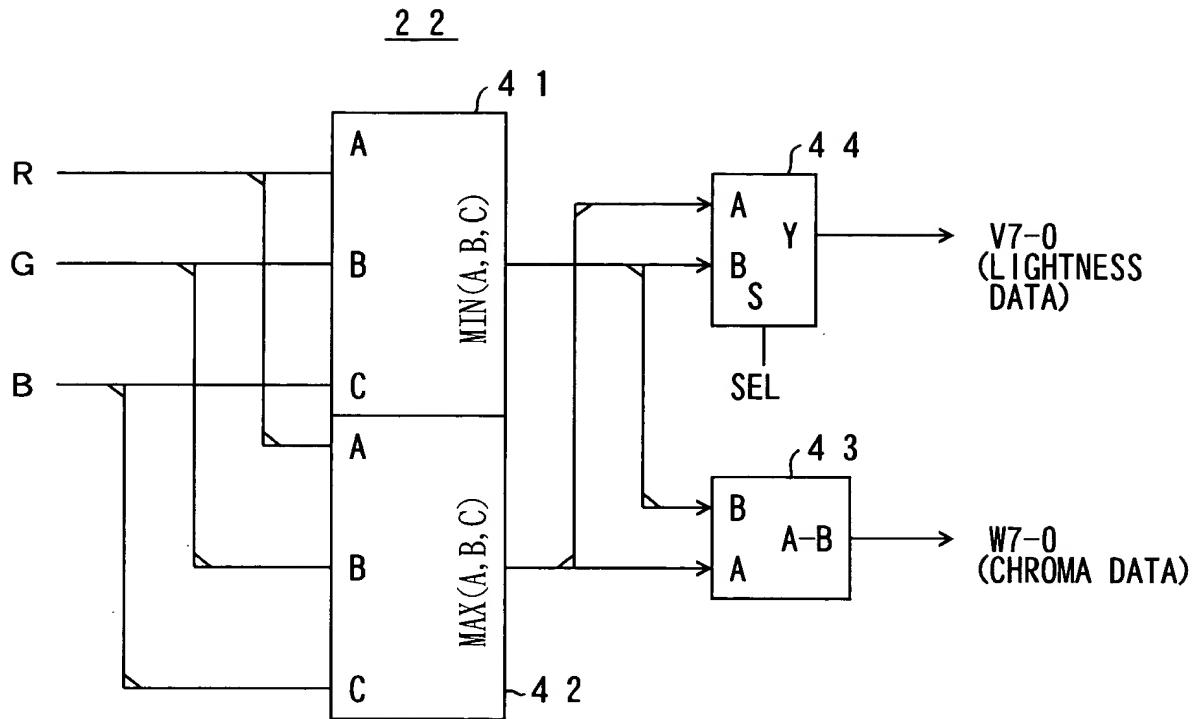 2 2
4 1
A
R
4 4
MIN(A,B,C)
A
Y
G
B
B
V7-0
(LIGHTNESS
DATA)
S
B
C
SEL
A
4 3
B
A-B
W7-0
(CHROMA DATA)
B
A
MAX(A,B,C)
C
4 2